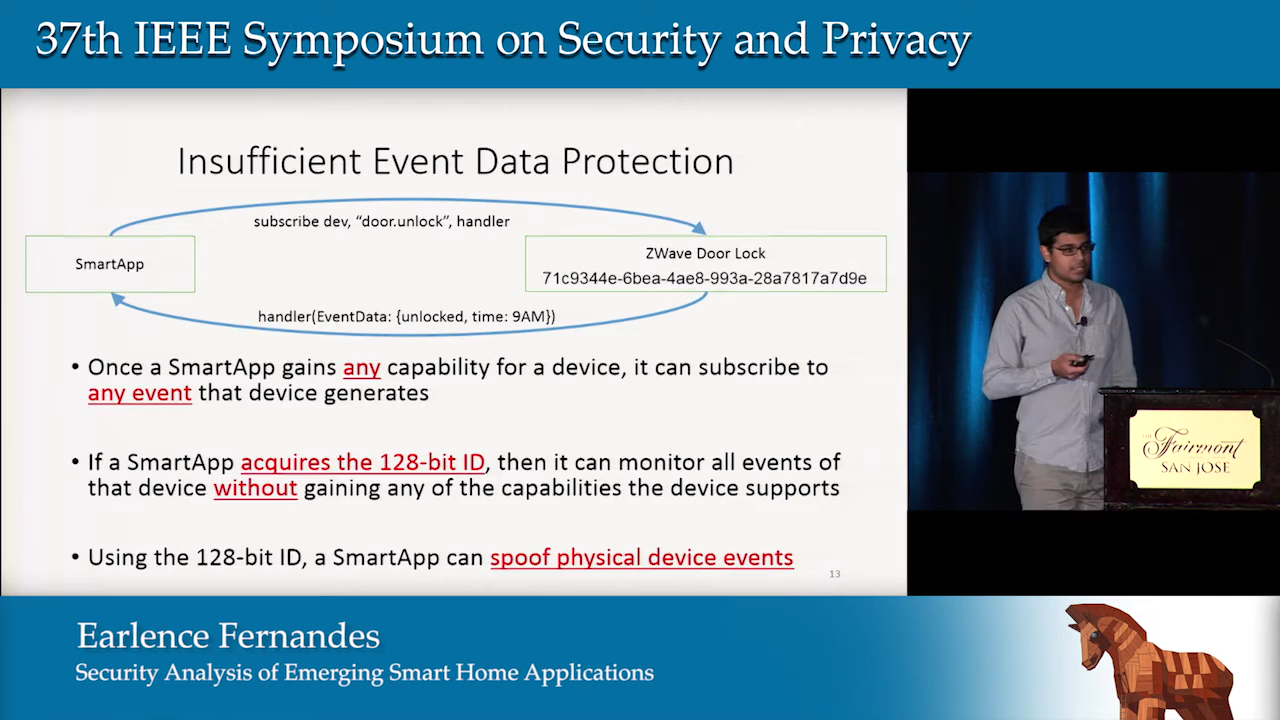 37th IEEE Symposium on Security and Privacy
Insufficient Event Data Protection
subscribe dev, “door.unlock”, handler
SmartApp
ZWave Door Lock
71c9344e-6bea-4ae8-993a-28a7817a7d9e
handler(EventData: {unlocked, time: 9AM})
• Once a SmartApp gains any capability for a device, it can subscribe to
any event that device generates
• If a SmartApp acquires the 128-bit ID, then it can monitor all events of
that device without gaining any of the capabilities the device supports
• Using the 128-bit ID, a SmartApp can spoof physical device events
13
The Fairmont
SAN JOSE
Earlence Fernandes
Security Analysis of Emerging Smart Home Applications